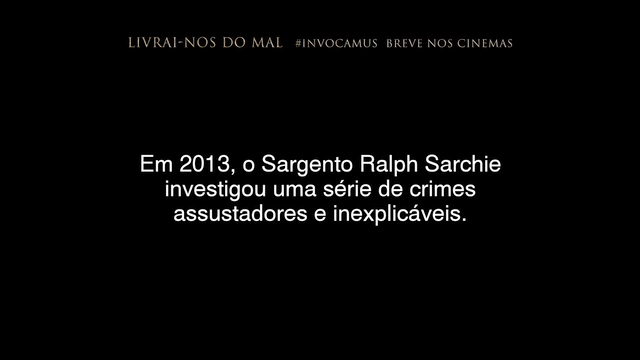 LIVRAI-NOS DO MAL #INVOCAMUS BREVE NOS CINEMAS
Em 2013, o Sargento Ralph Sarchie
investigou uma série de crimes
assustadores e inexplicáveis.